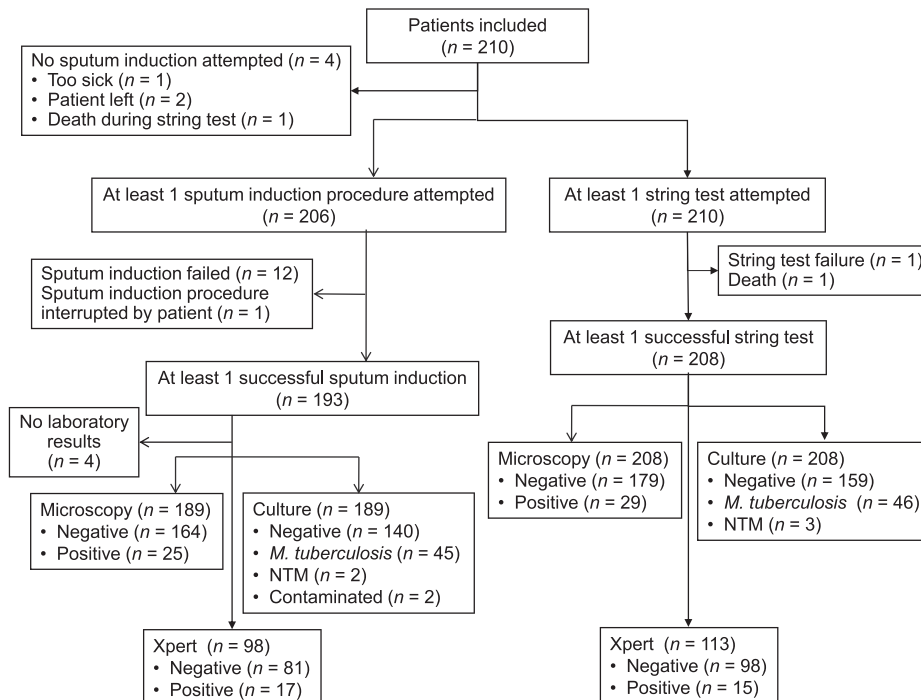 Patients included
(n = 210)
No sputum induction attempted (n = 4)
• Too sick (n = 1)
• Patient left (n = 2)
• Death during string test (n = 1)
At least 1 sputum induction procedure attempted
(n = 206)
At least 1 string test attempted
(n = 210)
Sputum induction failed (n = 12)
Sputum induction procedure
interrupted by patient (n = 1)
String test failure (n = 1)
Death (n = 1)
At least 1 successful string test
(n = 208)
At least 1 successful sputum induction
(n = 193)
No laboratory
results
(n = 4)
Microscopy (n = 189)
• Negative (n = 164)
• Positive (n = 25)
Culture (n = 189)
• Negative (n = 140)
• M. tuberculosis (n = 45)
• NTM (n = 2)
• Contaminated (n = 2)
Microscopy (n = 208)
• Negative (n = 179)
• Positive (n = 29)
Culture (n = 208)
• Negative (n = 159)
• M. tuberculosis (n = 46)
• NTM (n = 3)
Xpert (n = 98)
• Negative (n = 81)
• Positive (n = 17)
Xpert (n = 113)
• Negative (n = 98)
• Positive (n = 15)